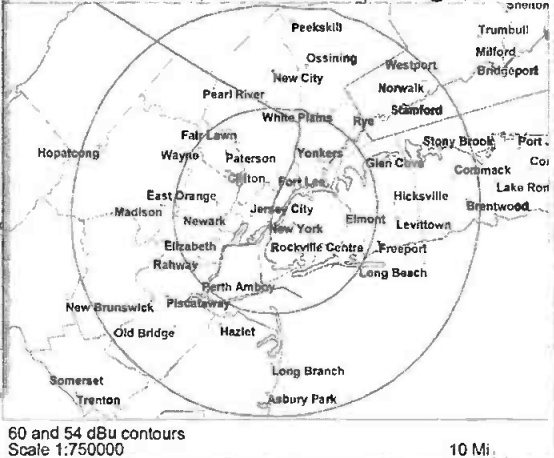 Shelton
Peekskill
Trumbull
Ossining
Milford
Westport
New City
Bridgeport
Norwalk
Pearl River
Stamford
White Plains
Rye
Fair Lawn
Stony Brook
Port
Hopatcong
Wayne
Paterson
Yonkers
Glen Cove
Commack
Clifton
Fort Lee
Lake Ron
East Orange
Hicksville
Madison
Jersey City
Brentwood
Newark
Elmont
Levittown
New York
Elizabeth
Rockville Centre
Freeport
Rahway
Long Beach
Perth Amboy
New Brunswick
Piscataway
Old Bridge
Hazlet
Long Branch
Somerset
Trenton
Asbury Park
60 and 54 dBu contours
Scale 1:750000
10 Mi